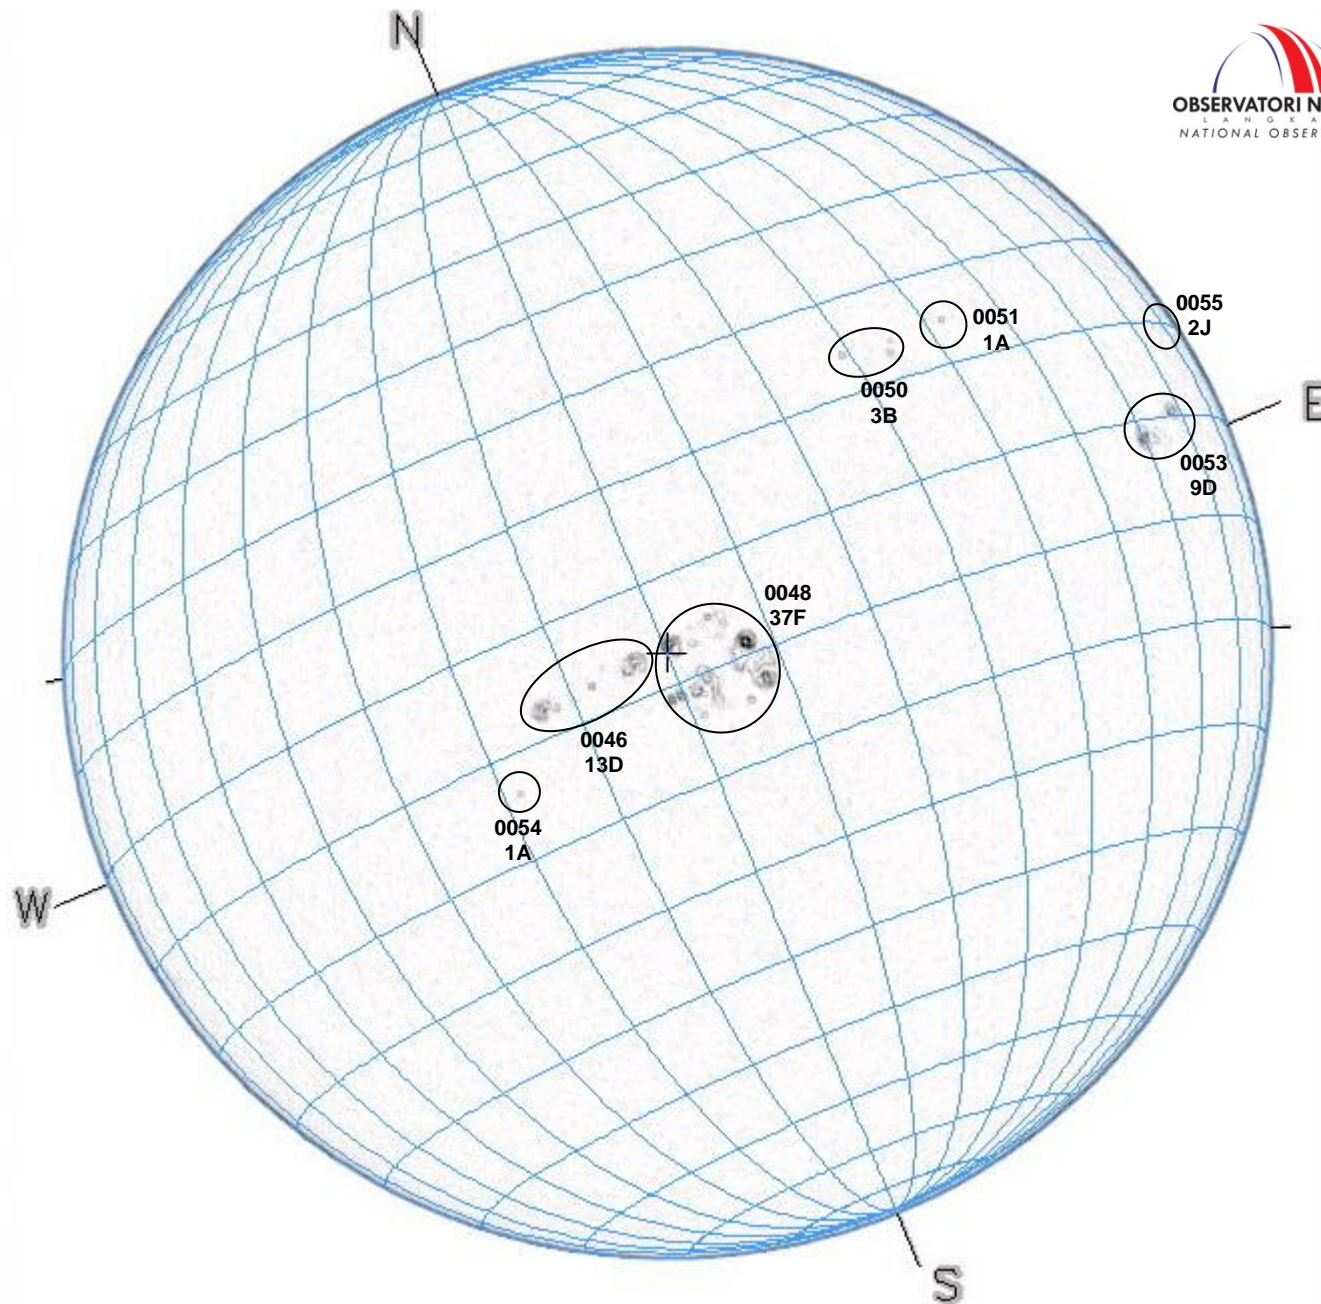 N
OBSERVATORI N
L A N G K A
NATIONAL OBSER
0055
2J
0051
1A
0050
3B
E
0053
9D
0048
37F
0046
13D
0054
1A
W
S